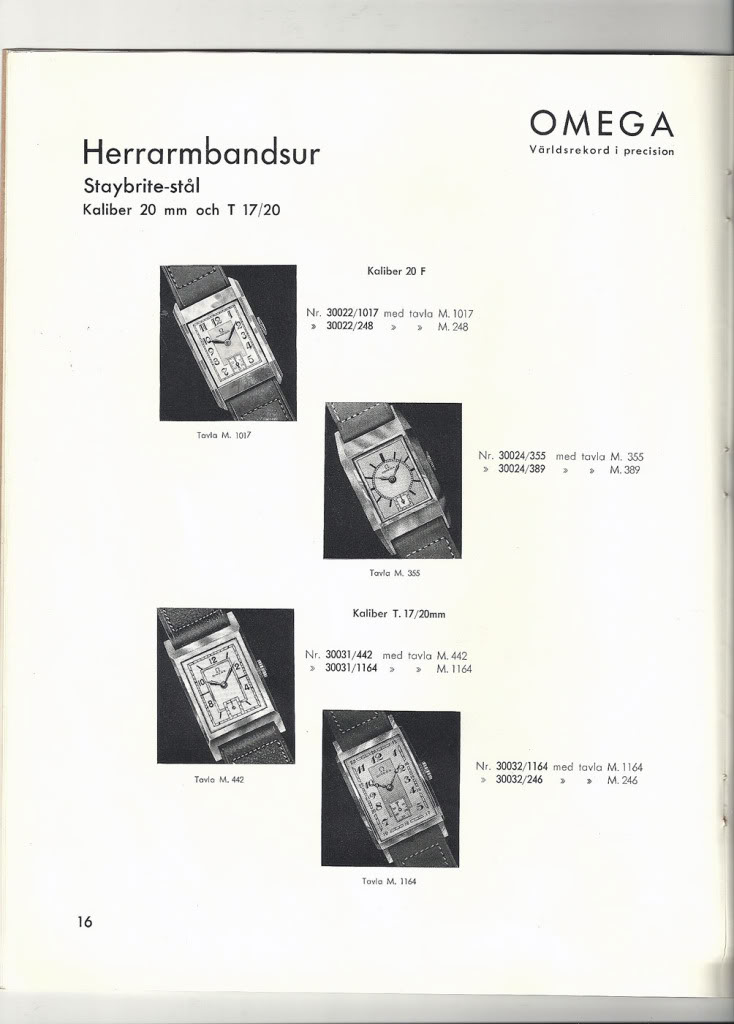 OMEGA
Världsrekord i precision
Herrarmbandsur
Staybrite-stål
Kaliber 20 mm och T 17/20
Kaliber 20 F
Nr. 30022/1017 med tavla M. 1017
» 30022/248 » » M. 248
Tavla M. 1017
Nr. 30024/355 med tavla M. 355
» 30024/389 » » M. 389
Tavla M. 355
Kaliber T. 17/20mm
Nr. 30031/442 med tavla M. 442
» 30031/1164 » » M. 1164
Tavla M. 442
Nr. 30032/1164 med tavla M. 1164
» 30032/246 » » M. 246
Tavla M. 1164
16